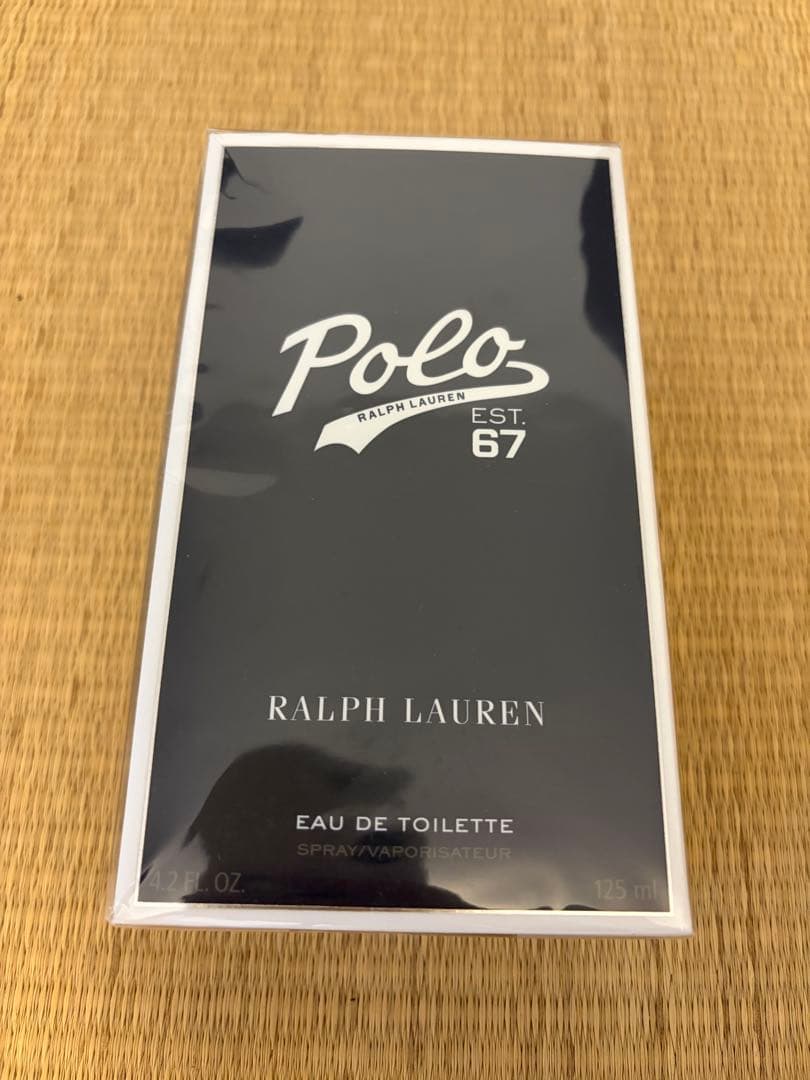 Polo
RALPH LAUREN
EST.
67
RALPH LAUREN
EAU DE TOILETTE
SPRAY/VAPORISATEUR
4.2 FL. OZ. 125 ml